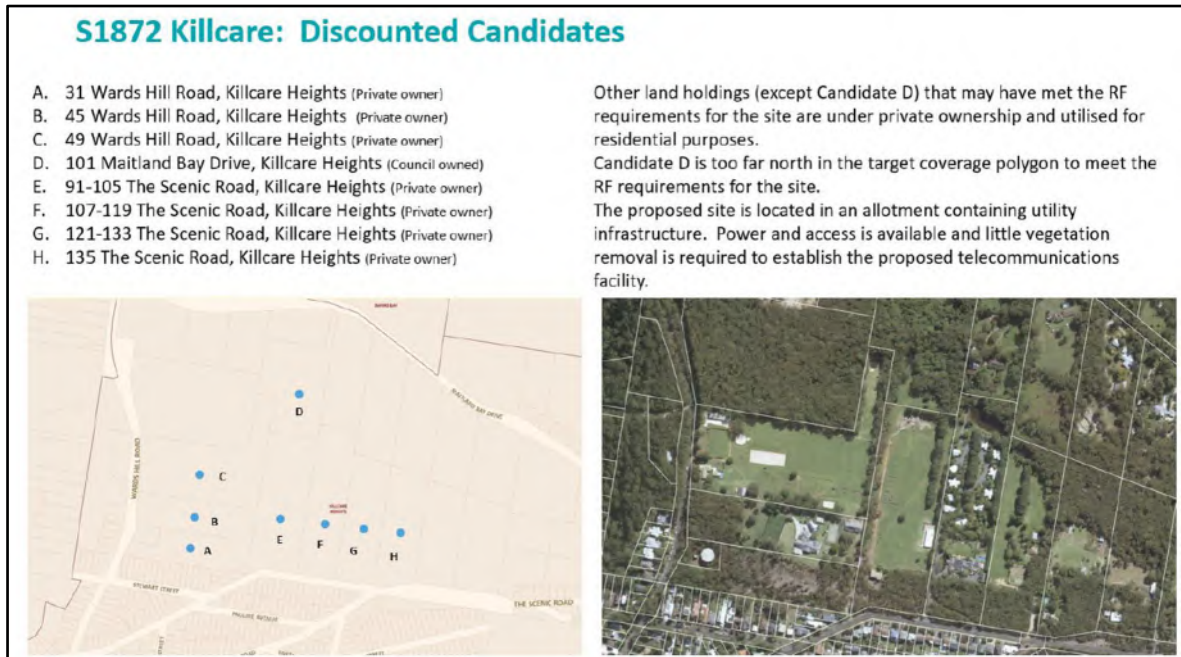 S1872 Killcare: Discounted Candidates
A. 31 Wards Hill Road, Killcare Heights (Private owner)
B. 45 Wards Hill Road, Killcare Heights (Private owner)
C. 49 Wards Hill Road, Killcare Heights (Private owner)
D. 101 Maitland Bay Drive, Killcare Heights (Council owned)
E. 91-105 The Scenic Road, Killcare Heights (Private owner)
F. 107-119 The Scenic Road, Killcare Heights (Private owner)
G. 121-133 The Scenic Road, Killcare Heights (Private owner)
H. 135 The Scenic Road, Killcare Heights (Private owner)
Other land holdings (except Candidate D) that may have met the RF
requirements for the site are under private ownership and utilised for
residential purposes.
Candidate D is too far north in the target coverage polygon to meet the
RF requirements for the site.
The proposed site is located in an allotment containing utility
infrastructure. Power and access is available and little vegetation
removal is required to establish the proposed telecommunications
facility.
MAITLAND BAY DRIVE
D
WARDS HILL ROAD
C
B
KILLCARE
HEIGHTS
A
E
F
G
H
STEWART STREET
THE SCENIC ROAD